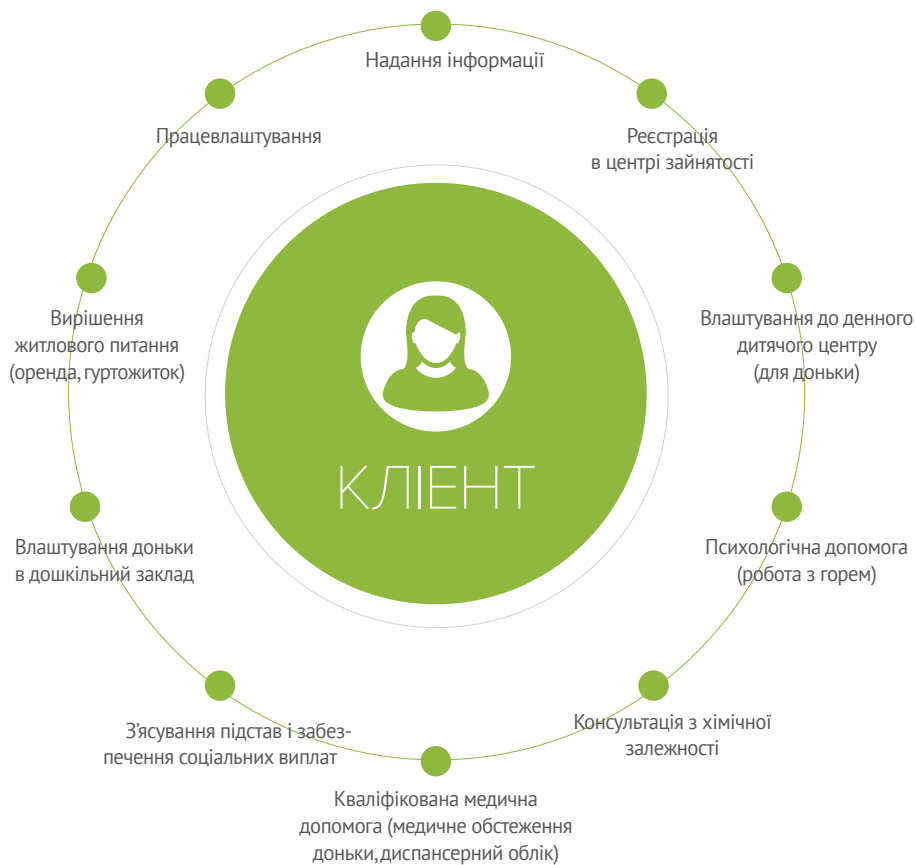 Надання інформації
Реєстрація
в центрі зайнятості
Влаштування до денного
дитячого центру
(для доньки)
Психологічна допомога
(робота з горем)
Консультація з хімічної
залежності
Кваліфікована медична
допомога (медичне обстеження
доньки, диспансерний облік)
З’ясування підстав і забез-
печення соціальних виплат
Влаштування доньки
в дошкільний заклад
Вирішення
житлового питання
(оренда, гуртожиток)
Працевлаштування
КЛІЕНТ